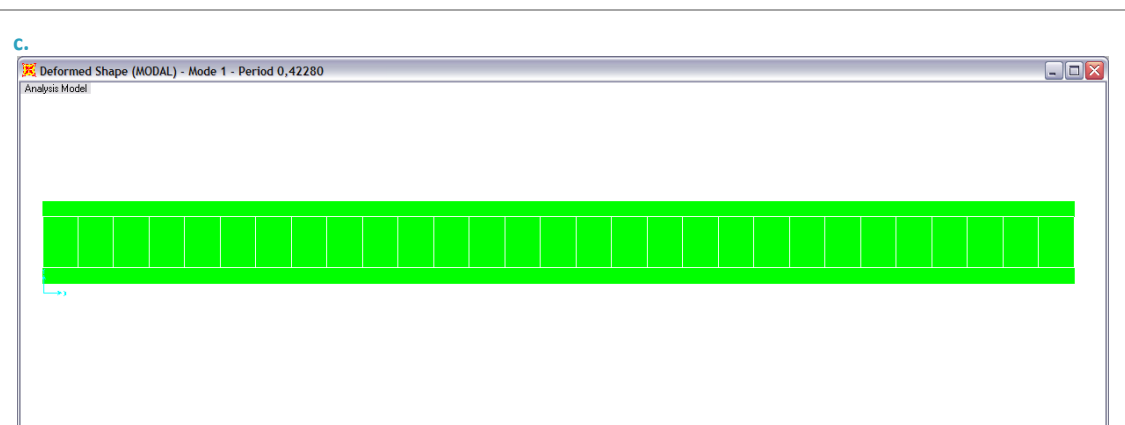 c.
Deformed Shape (MODAL) - Mode 1 - Period 0,42280
Analysis Model